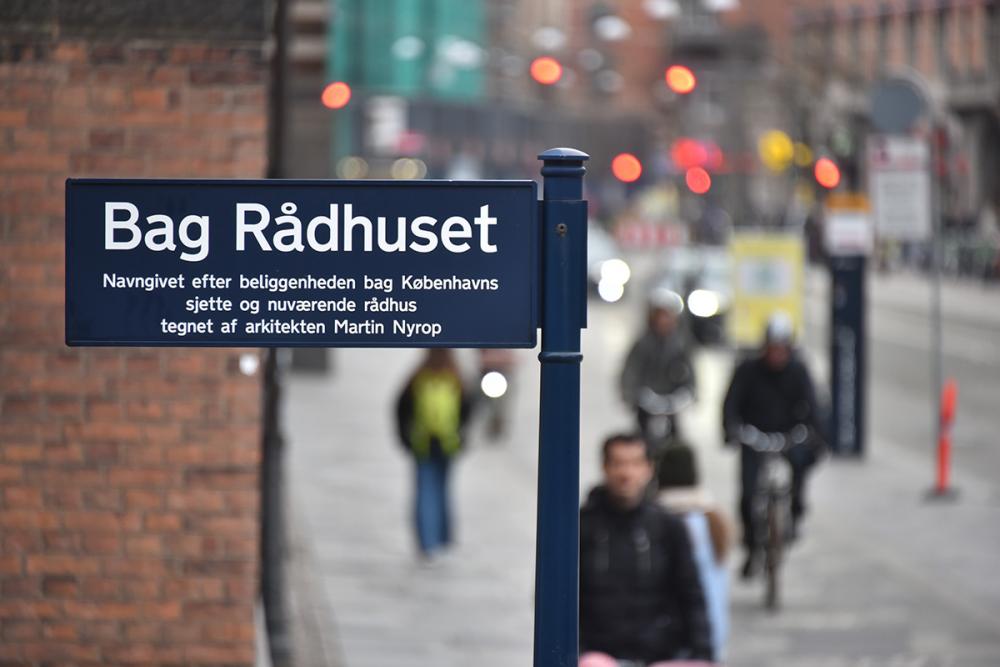 Bag Rådhuset
Navngivet efter beliggenheden bag Københavns
sjette og nuværende rådhus
tegnet af arkitekten Martin Nyrop